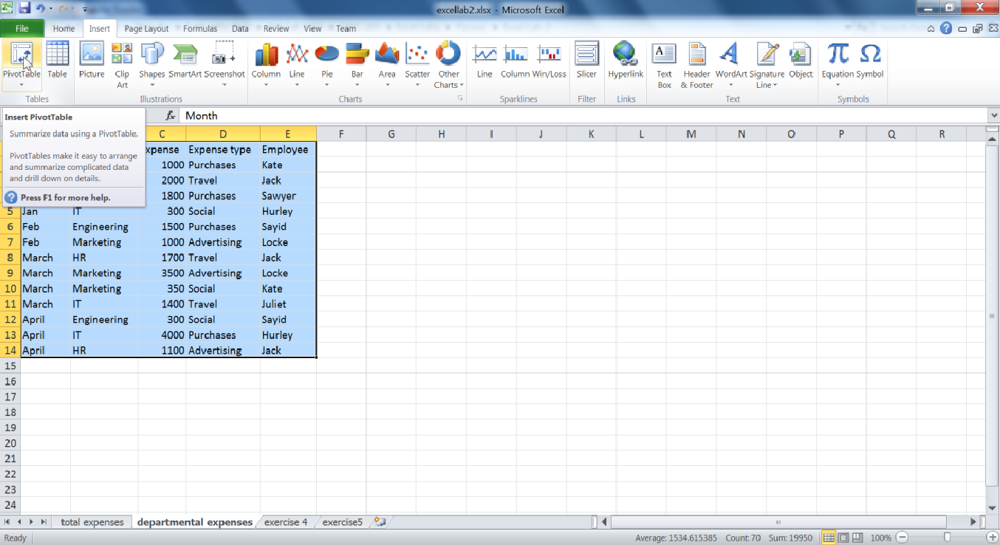 excellab2.xlsx - Microsoft Excel
File Home Insert Page Layout Formulas Data Review View Team
PivotTable Table Picture Clip Art Shapes SmartArt Screenshot Column Line Pie Bar Area Scatter Other Charts Line Column Win/Loss Slicer Hyperlink Text Box Header & Footer WordArt Signature Line Object Equation Symbol
Tables Illustrations Charts Sparklines Filter Links Text Symbols
Insert PivotTable
Summarize data using a PivotTable.
PivotTables make it easy to arrange
and summarize complicated data
and drill down on details.
Press F1 for more help.
fx Month
C D E F G H I J K L M N O P Q R
xpense Expense type Employee
1000 Purchases Kate
2000 Travel Jack
1800 Purchases Sawyer
5 Jan IT 300 Social Hurley
6 Feb Engineering 1500 Purchases Sayid
7 Feb Marketing 1000 Advertising Locke
8 March HR 1700 Travel Jack
9 March Marketing 3500 Advertising Locke
10 March Marketing 350 Social Kate
11 March IT 1400 Travel Juliet
12 April Engineering 300 Social Sayid
13 April IT 4000 Purchases Hurley
14 April HR 1100 Advertising Jack
15
16
17
18
19
20
21
22
23
24
total expenses departmental expenses exercise 4 exercise5
Ready Average: 1534.615385 Count: 70 Sum: 19950 100%